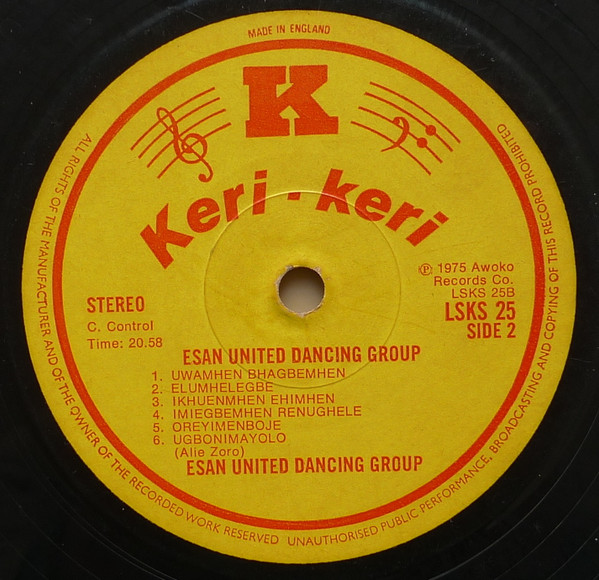 MADE IN ENGLAND
K
Keri-keri
STEREO
C. Control
Time: 20.58
℗ 1975 Awoko
Records Co.
LSKS 25B
LSKS 25
SIDE 2
ESAN UNITED DANCING GROUP
1. UWAMHEN BHAGBEMHEN
2. ELUMHELEGBE
3. IKHUENMHEN EHIMHEN
4. IMIEGBEMHEN RENUGHELE
5. OREYIMENBOJE
6. UGBONIMAYOLO
(Alie Zoro)
ESAN UNITED DANCING GROUP
ALL RIGHTS OF THE MANUFACTURER AND OF THE OWNER OF THE RECORDED WORK RESERVED UNAUTHORISED PUBLIC PERFORMANCE, BROADCASTING AND COPYING OF THIS RECORD PROHIBITED